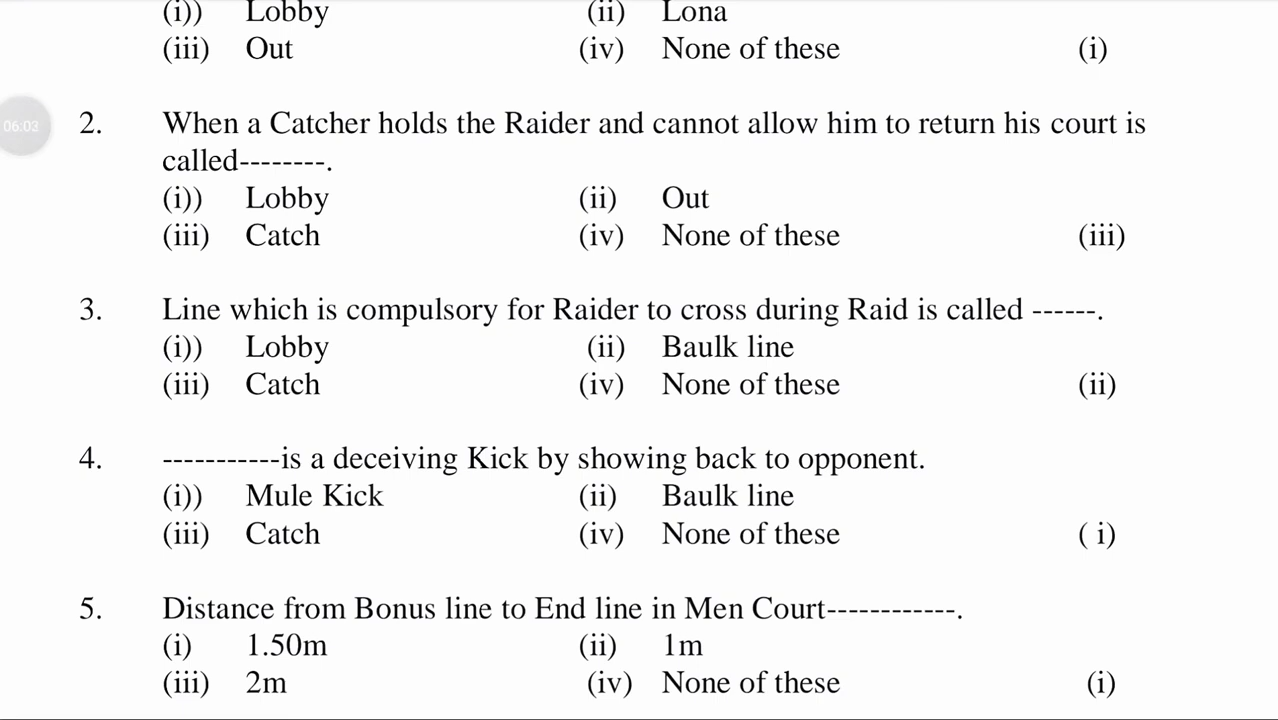 (i)) Lobby (ii) Lona
(iii) Out (iv) None of these (i)
06:03
2. When a Catcher holds the Raider and cannot allow him to return his court is
called--------.
(i)) Lobby (ii) Out
(iii) Catch (iv) None of these (iii)
3. Line which is compulsory for Raider to cross during Raid is called ------.
(i)) Lobby (ii) Baulk line
(iii) Catch (iv) None of these (ii)
4. -----------is a deceiving Kick by showing back to opponent.
(i)) Mule Kick (ii) Baulk line
(iii) Catch (iv) None of these ( i)
5. Distance from Bonus line to End line in Men Court------------.
(i) 1.50m (ii) 1m
(iii) 2m (iv) None of these (i)